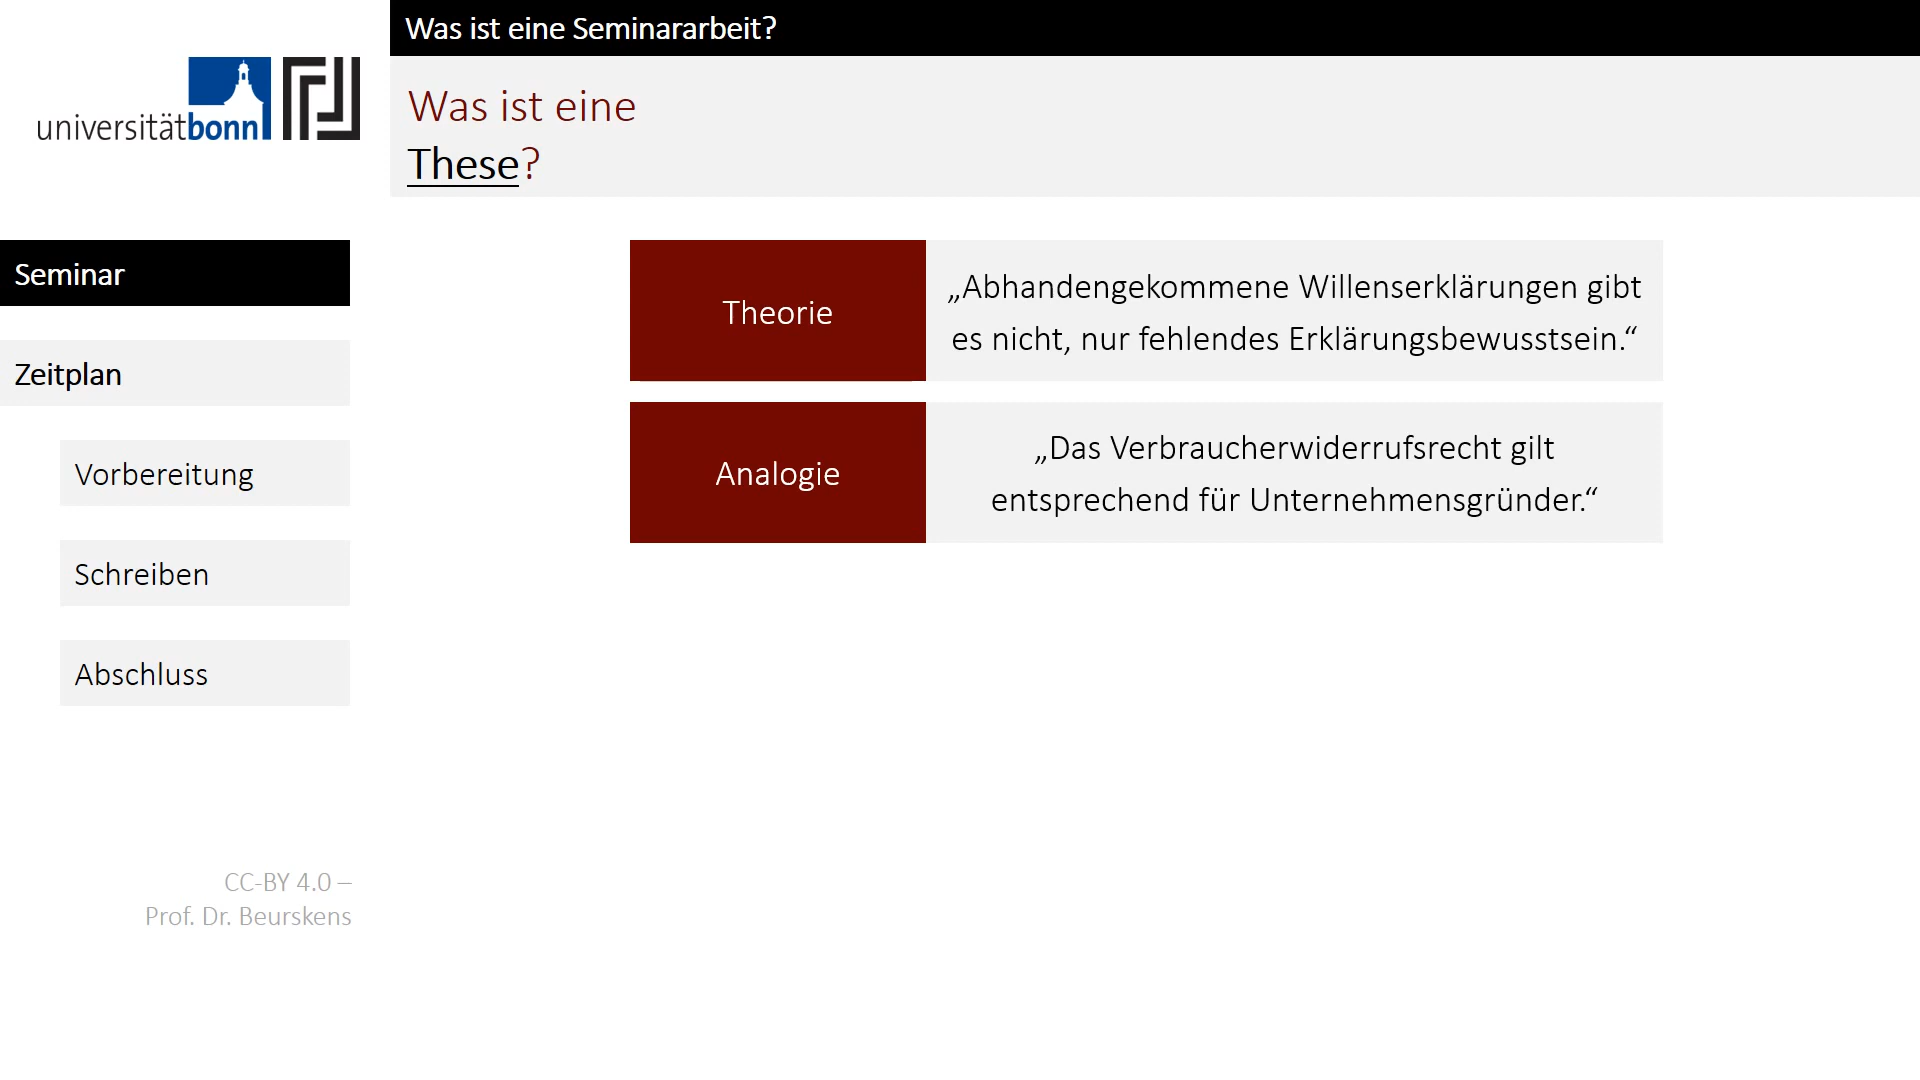 Was ist eine Seminararbeit?
universitätbonn
Was ist eine
These?
Seminar
Zeitplan
Vorbereitung
Schreiben
Abschluss
Theorie
„Abhandengekommene Willenserklärungen gibt
es nicht, nur fehlendes Erklärungsbewusstsein.“
Analogie
„Das Verbraucherwiderrufsrecht gilt
entsprechend für Unternehmensgründer.“
CC-BY 4.0 –
Prof. Dr. Beurskens